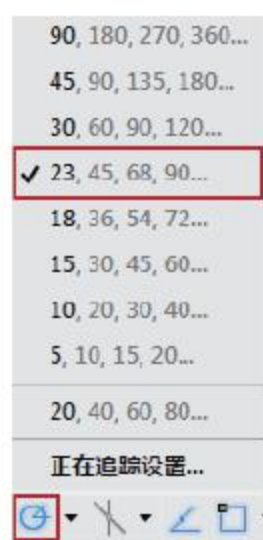 90, 180, 270, 360...
45, 90, 135, 180...
30, 60, 90, 120...
23, 45, 68, 90...
18, 36, 54, 72...
15, 30, 45, 60...
10, 20, 30, 40...
5, 10, 15, 20...
20, 40, 60, 80...
正在追踪设置...